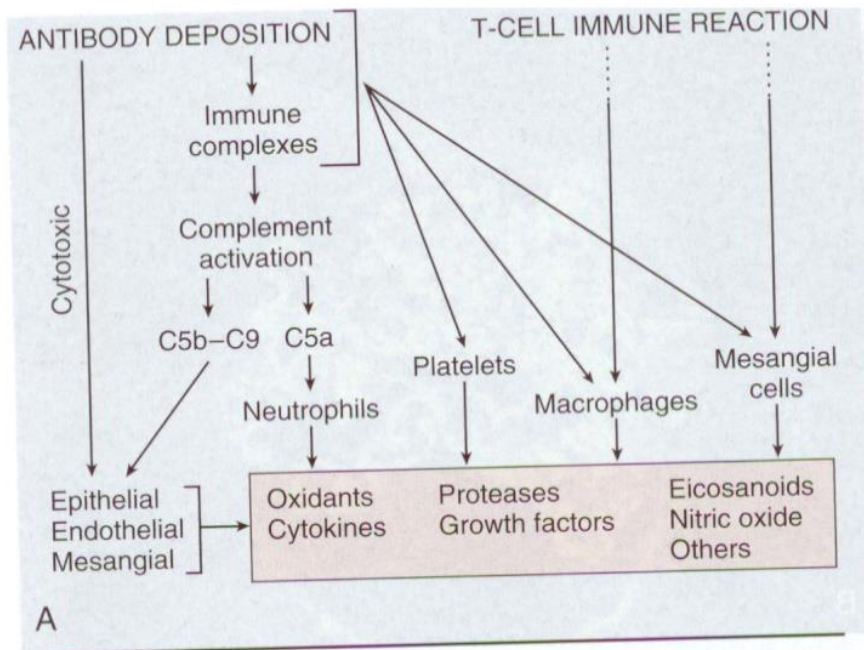 ANTIBODY DEPOSITION
T-CELL IMMUNE REACTION
Immune
complexes
Cytotoxic
Complement
activation
C5b–C9 C5a
Platelets
Mesangial
cells
Neutrophils
Macrophages
Epithelial
Endothelial
Mesangial
Oxidants
Cytokines
Proteases
Growth factors
Eicosanoids
Nitric oxide
Others
A